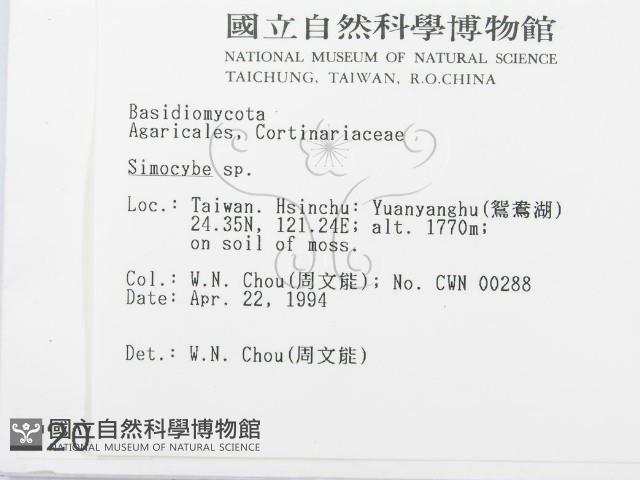 國立自然科學博物館
NATIONAL MUSEUM OF NATURAL SCIENCE
TAICHUNG, TAIWAN, R.O.CHINA
Basidiomycota
Agaricales, Cortinariaceae
Simocybe sp.
Loc.: Taiwan. Hsinchu: Yuanyanghu(鴛鴦湖)
24.35N, 121.24E; alt. 1770m;
on soil of moss.
Col.: W.N. Chou(周文能); No. CWN 00288
Date: Apr. 22, 1994
Det.: W.N. Chou(周文能)
20
國立自然科學博物館
NATIONAL MUSEUM OF NATURAL SCIENCE